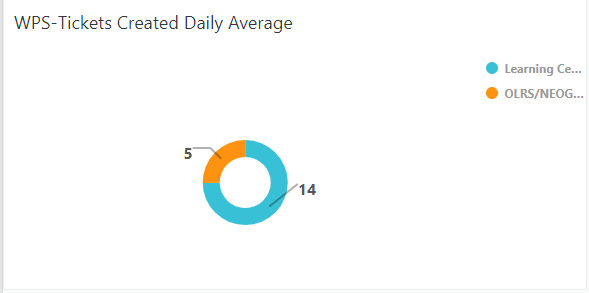 WPS-Tickets Created Daily Average
Learning Ce...
OLRS/NEOG...
5
14